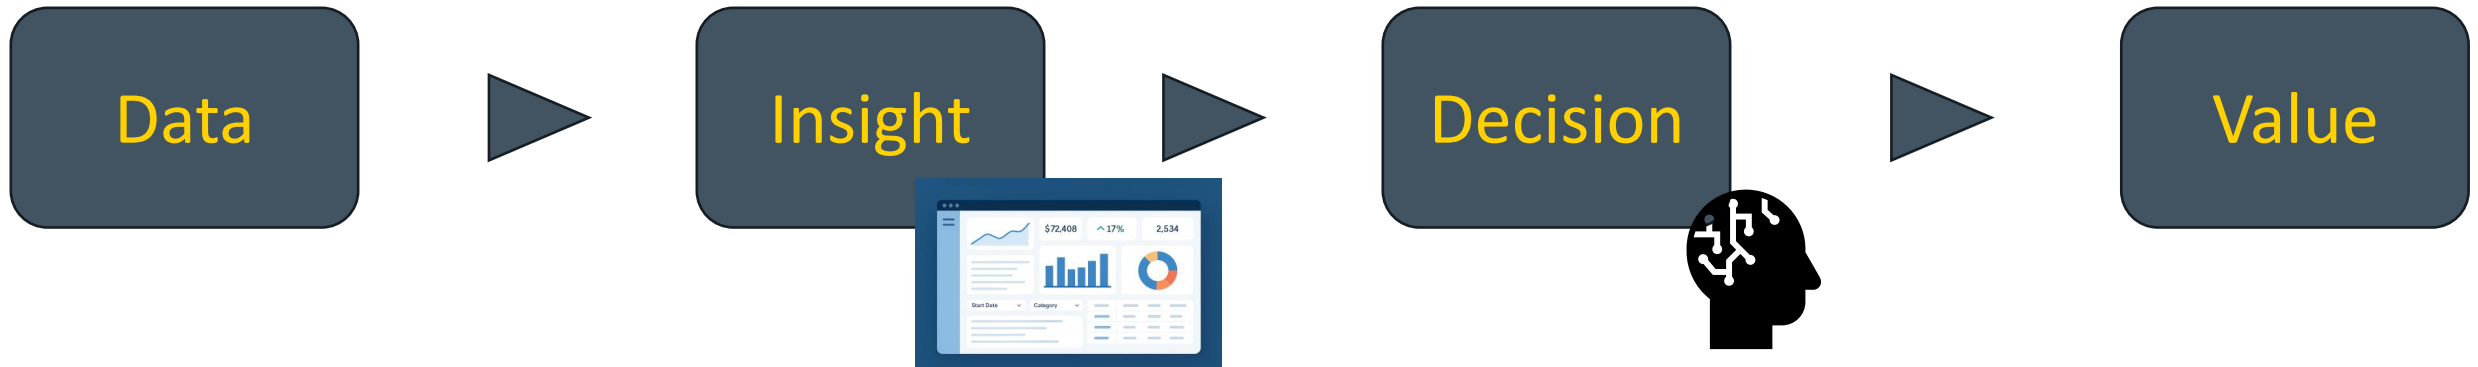 Data
Insight
Decision
Value
$72,408
17%
2,534
Start Date
Category